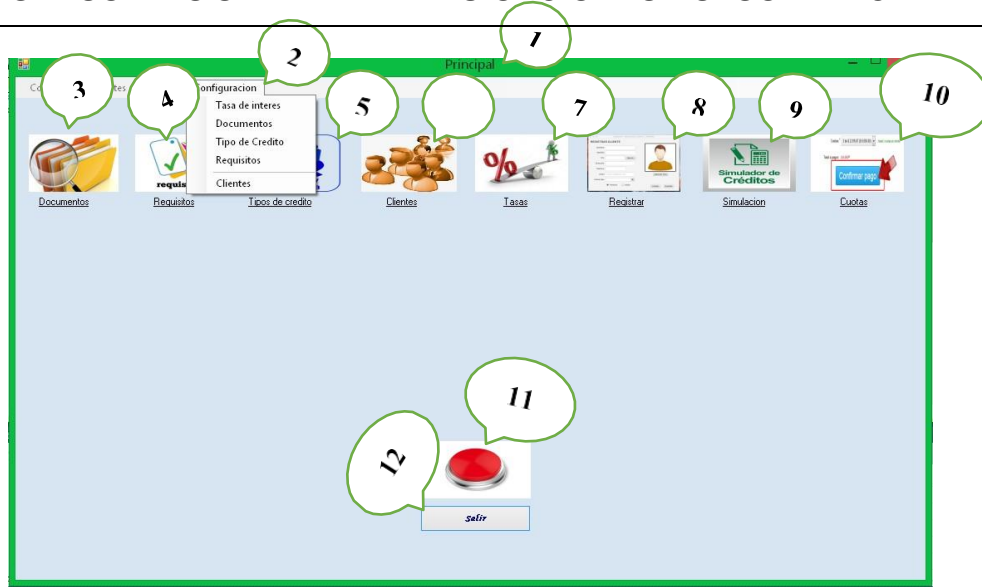 1
2
Principal
3
4
5
7
8
9
10
Configuracion
Tasa de interes
Documentos
Tipo de Credito
Requisitos
Clientes
requis
%
Simulador de
Créditos
Confirmar pago
Documentos
Requisitos
Tipos de credito
Clientes
Tasas
Registrar
Simulacion
Cuotas
11
12
Salir